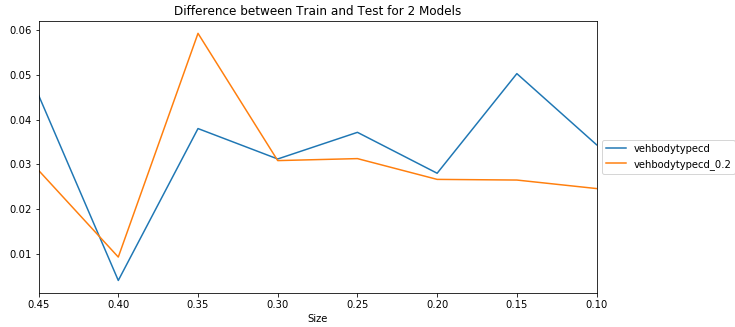 Difference between Train and Test for 2 Models
0.06
0.05
0.04
0.03
0.02
0.01
0.45 0.40 0.35 0.30 0.25 0.20 0.15 0.10
Size
vehbodytypecd
vehbodytypecd_0.2